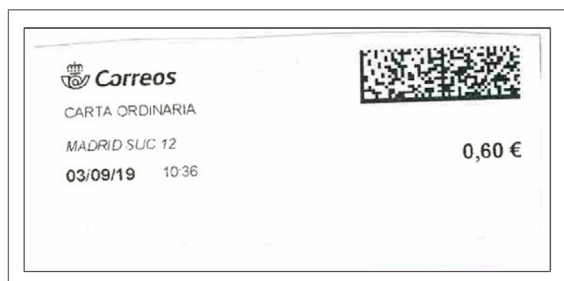 Correos
CARTA ORDINARIA
MADRID SUC 12
03/09/19 10:36
0,60 €